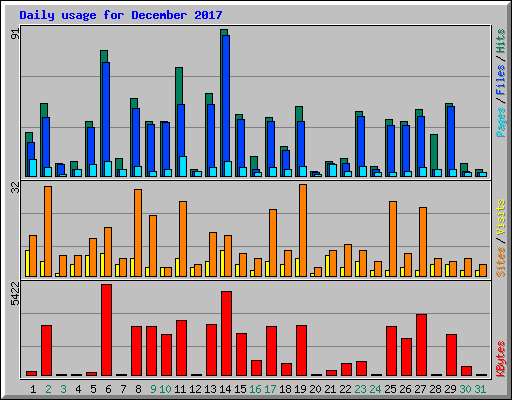 Daily usage for December 2017
91
Pages / Files / Hits
32
Sites / Visits
5422
KBytes
1 2 3 4 5 6 7 8 9 10 11 12 13 14 15 16 17 18 19 20 21 22 23 24 25 26 27 28 29 30 31